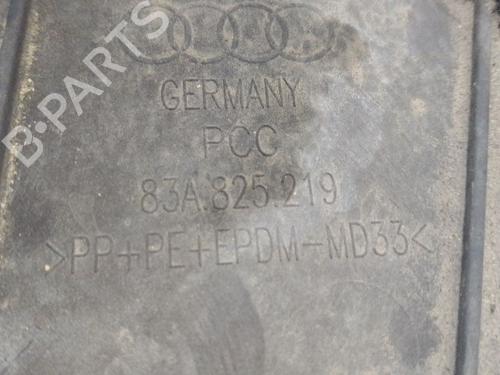 B-PARTS
GERMANY
PCC
83A.825.219
>PP+PE+EPDM-MD33<